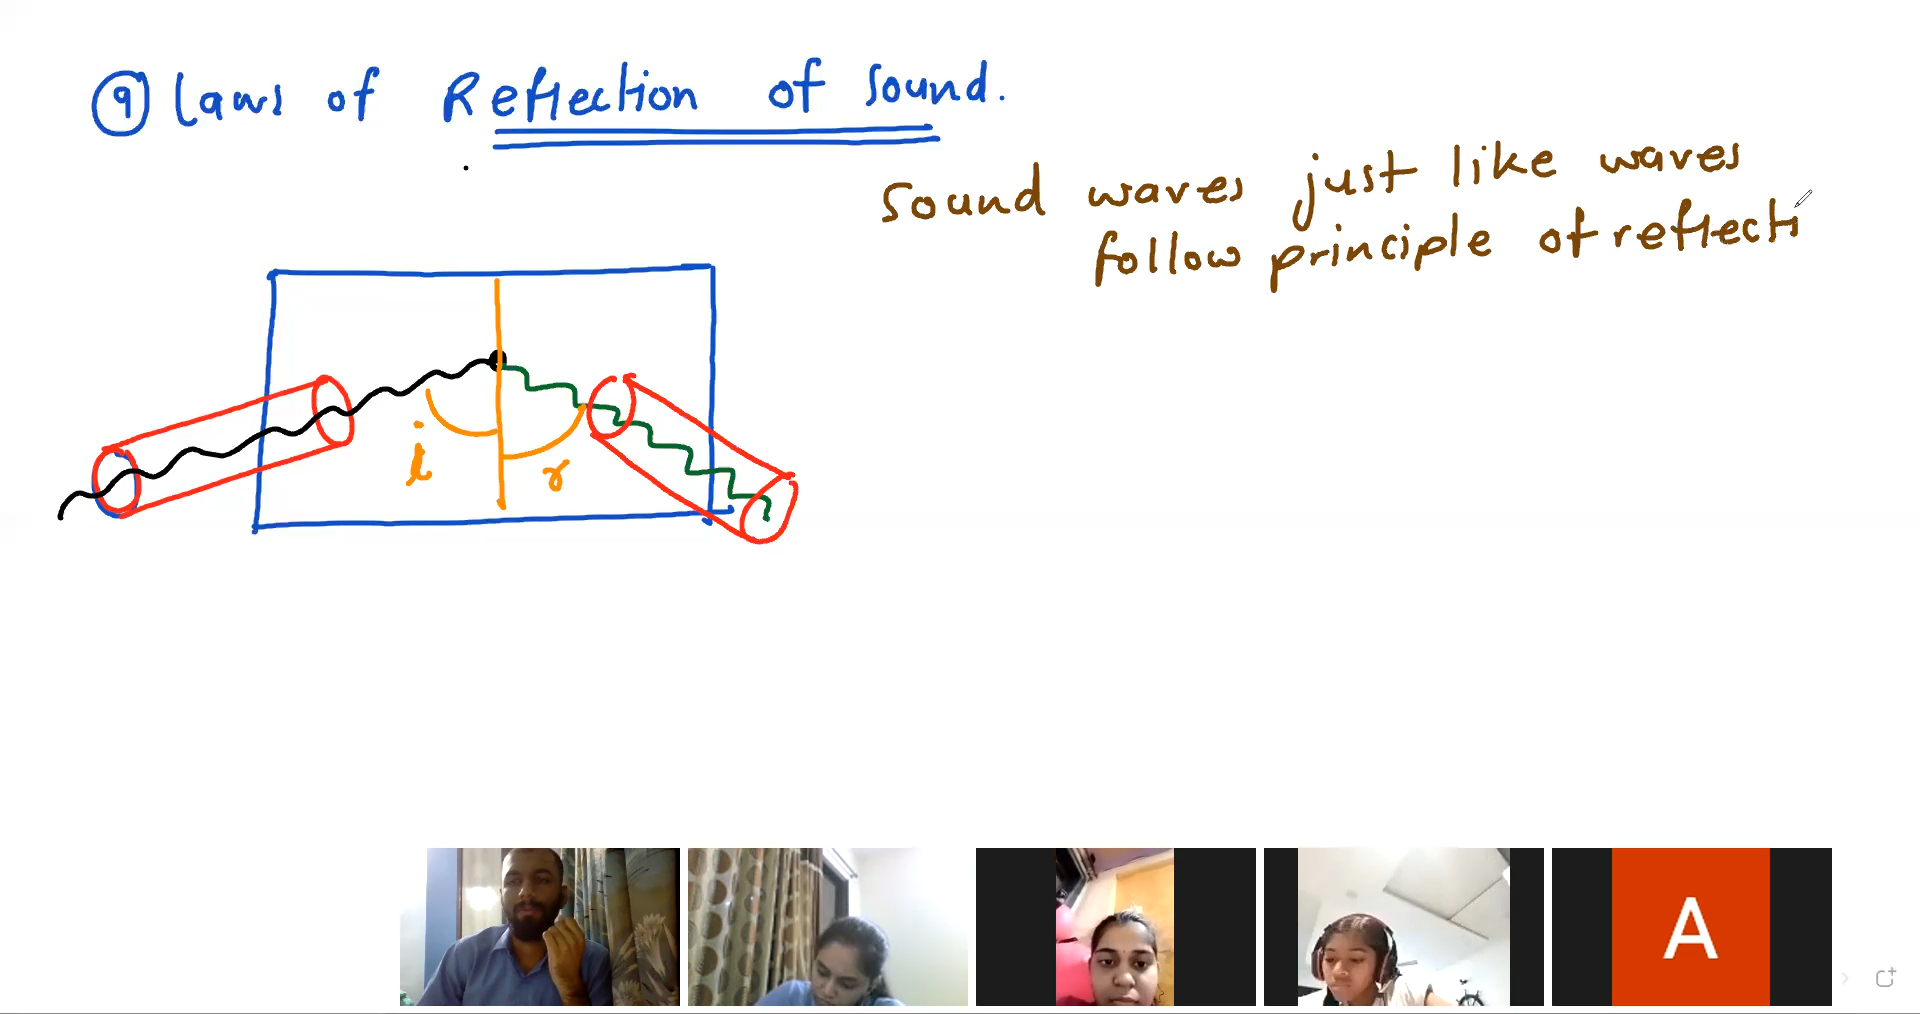 9 Laws of Reflection of sound.
Sound waves just like waves
follow principle of reflecti
i
r
A